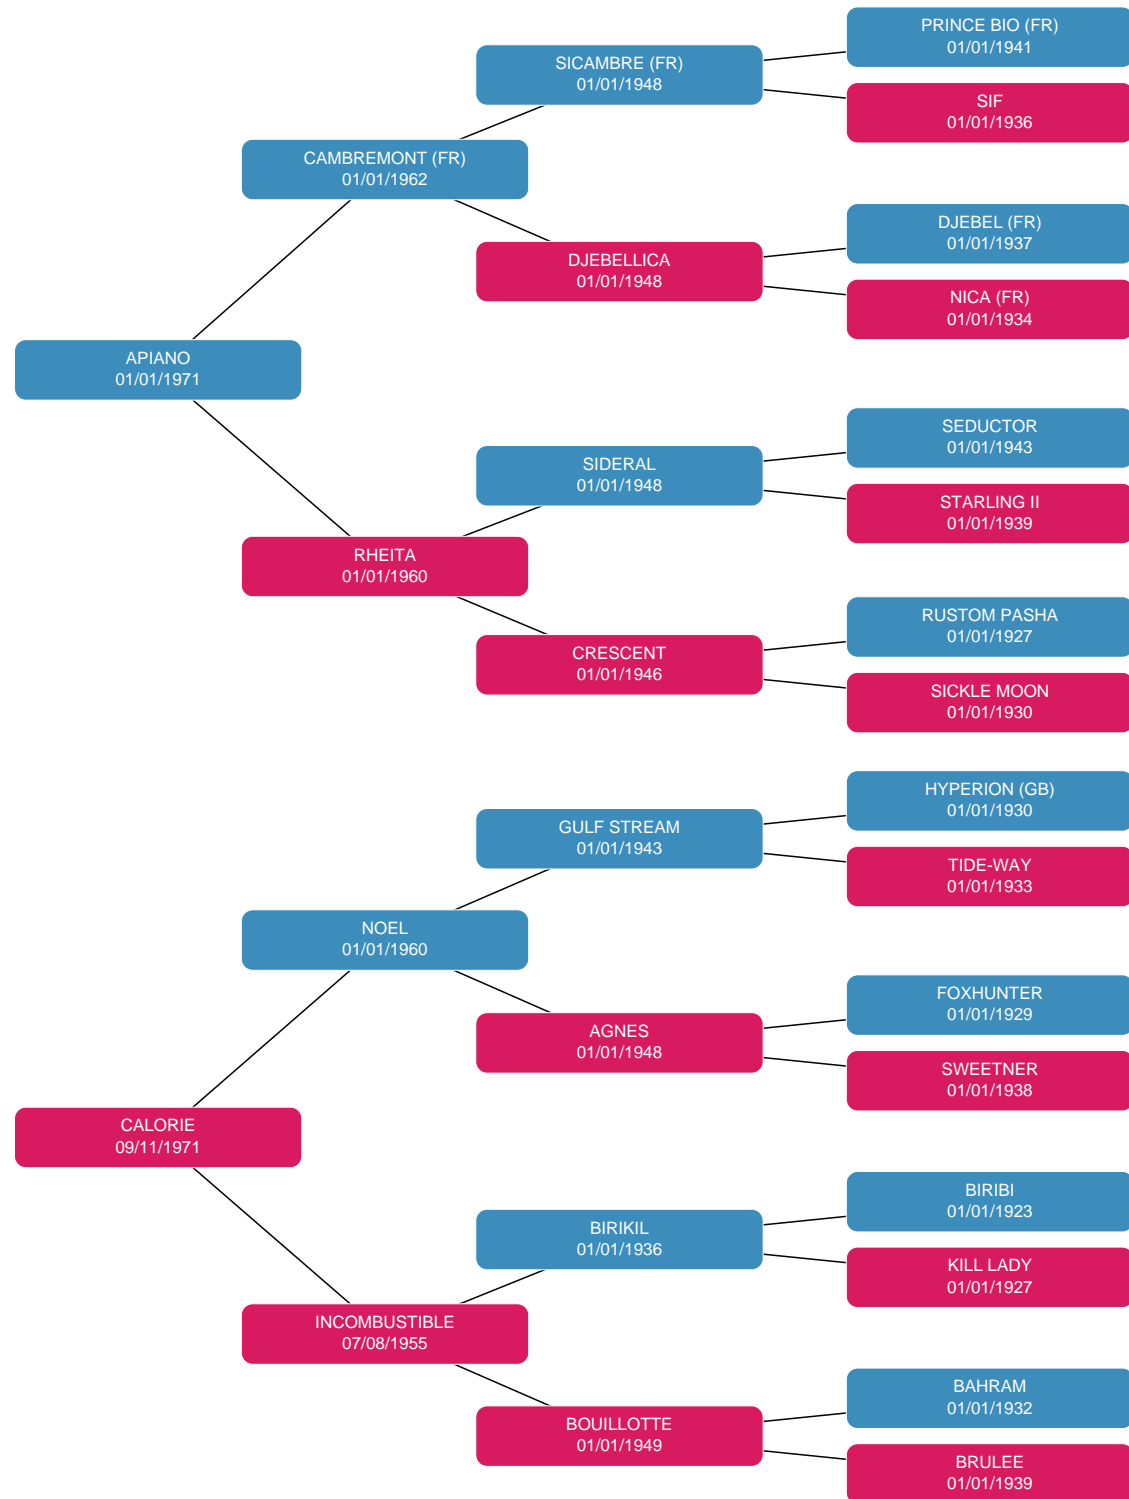 PRINCE BIO (FR)
01/01/1941
SICAMBRE (FR)
01/01/1948
SIF
01/01/1936
CAMBREMONT (FR)
01/01/1962
DJEBEL (FR)
01/01/1937
DJEBELLICA
01/01/1948
NICA (FR)
01/01/1934
APIANO
01/01/1971
SEDUCTOR
01/01/1943
SIDERAL
01/01/1948
STARLING II
01/01/1939
RHEITA
01/01/1960
RUSTOM PASHA
01/01/1927
CRESCENT
01/01/1946
SICKLE MOON
01/01/1930
HYPERION (GB)
01/01/1930
GULF STREAM
01/01/1943
TIDE-WAY
01/01/1933
NOEL
01/01/1960
FOXHUNTER
01/01/1929
AGNES
01/01/1948
SWEETNER
01/01/1938
CALORIE
09/11/1971
BIRIBI
01/01/1923
BIRIKIL
01/01/1936
KILL LADY
01/01/1927
INCOMBUSTIBLE
07/08/1955
BAHRAM
01/01/1932
BOUILLOTTE
01/01/1949
BRULEE
01/01/1939